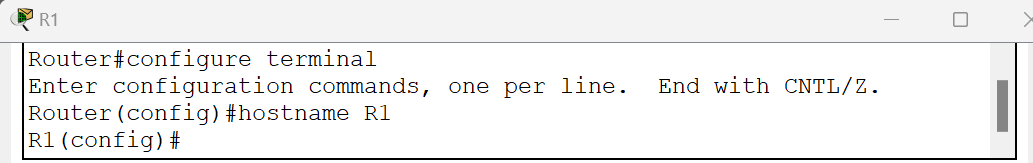 R1
Router#configure terminal
Enter configuration commands, one per line.  End with CNTL/Z.
Router(config)#hostname R1
R1(config)#